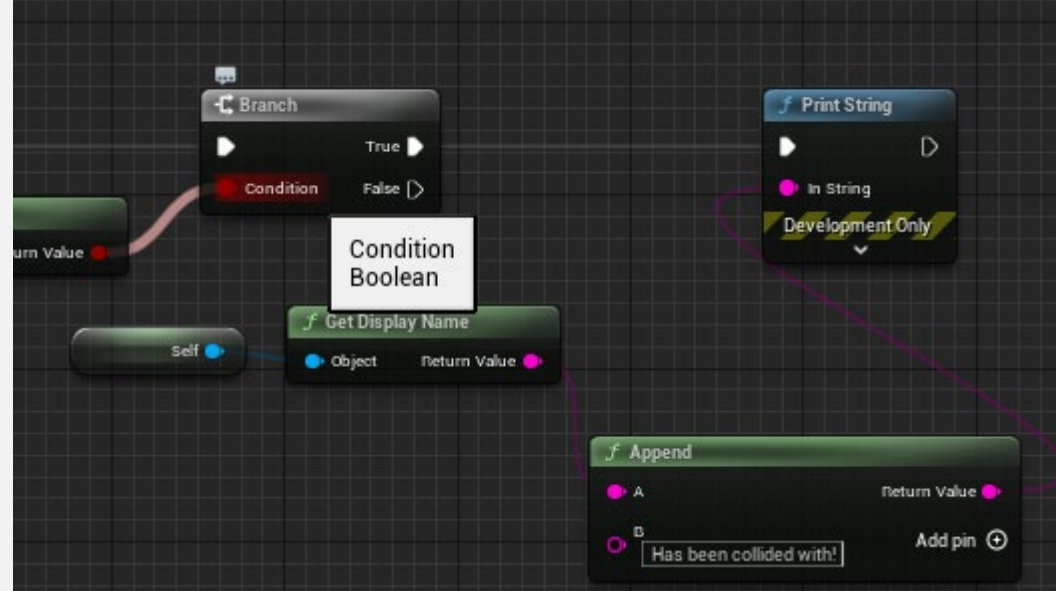 Branch
True
Condition
False
Print String
In String
Development Only
Value
Condition
Boolean
Self
Get Display Name
Object
Return Value
Append
A
Return Value
B
Has been collided with!
Add pin